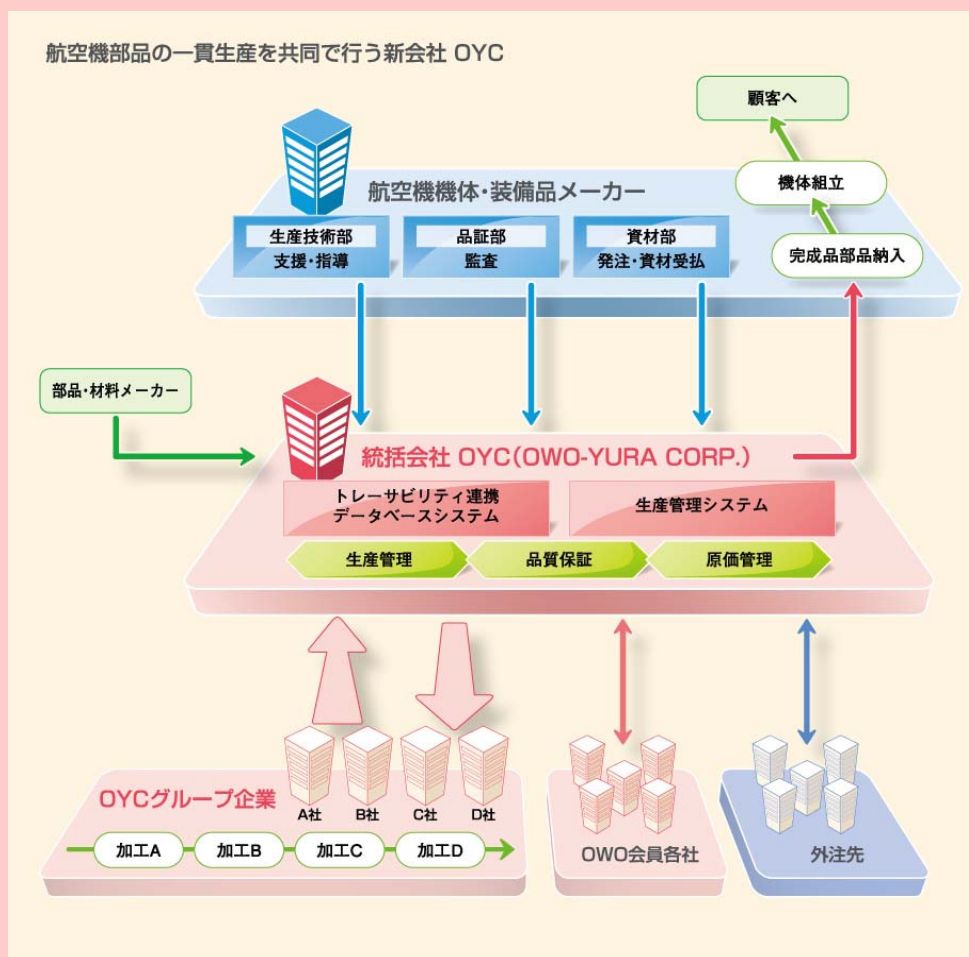 航空機部品の一貫生産を共同で行う新会社 OYC
顧客へ
航空機機体・装備品メーカー
機体組立
生産技術部
支援・指導
品証部
監査
資材部
発注・資材受払
完成品部品納入
部品・材料メーカー
統括会社 OYC(OWO-YURA CORP.)
トレーサビリティ連携
データベースシステム
生産管理システム
生産管理
品質保証
原価管理
OYCグループ企業
A社
B社
C社
D社
加工A
加工B
加工C
加工D
OWO会員各社
外注先